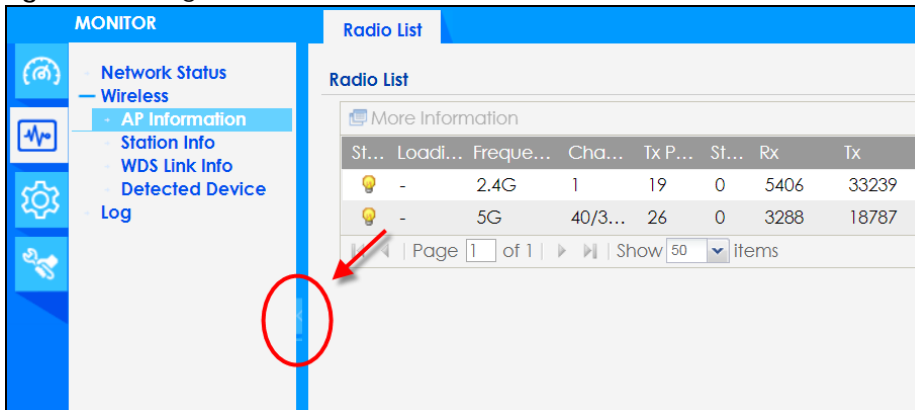 MONITOR
Network Status
Wireless
AP Information
Station Info
WDS Link Info
Detected Device
Log
Radio List
Radio List
More Information
St... Loadi... Freque... Cha... Tx P... St... Rx Tx
- 2.4G 1 19 0 5406 33239
- 5G 40/3... 26 0 3288 18787
Page 1 of 1 Show 50 items